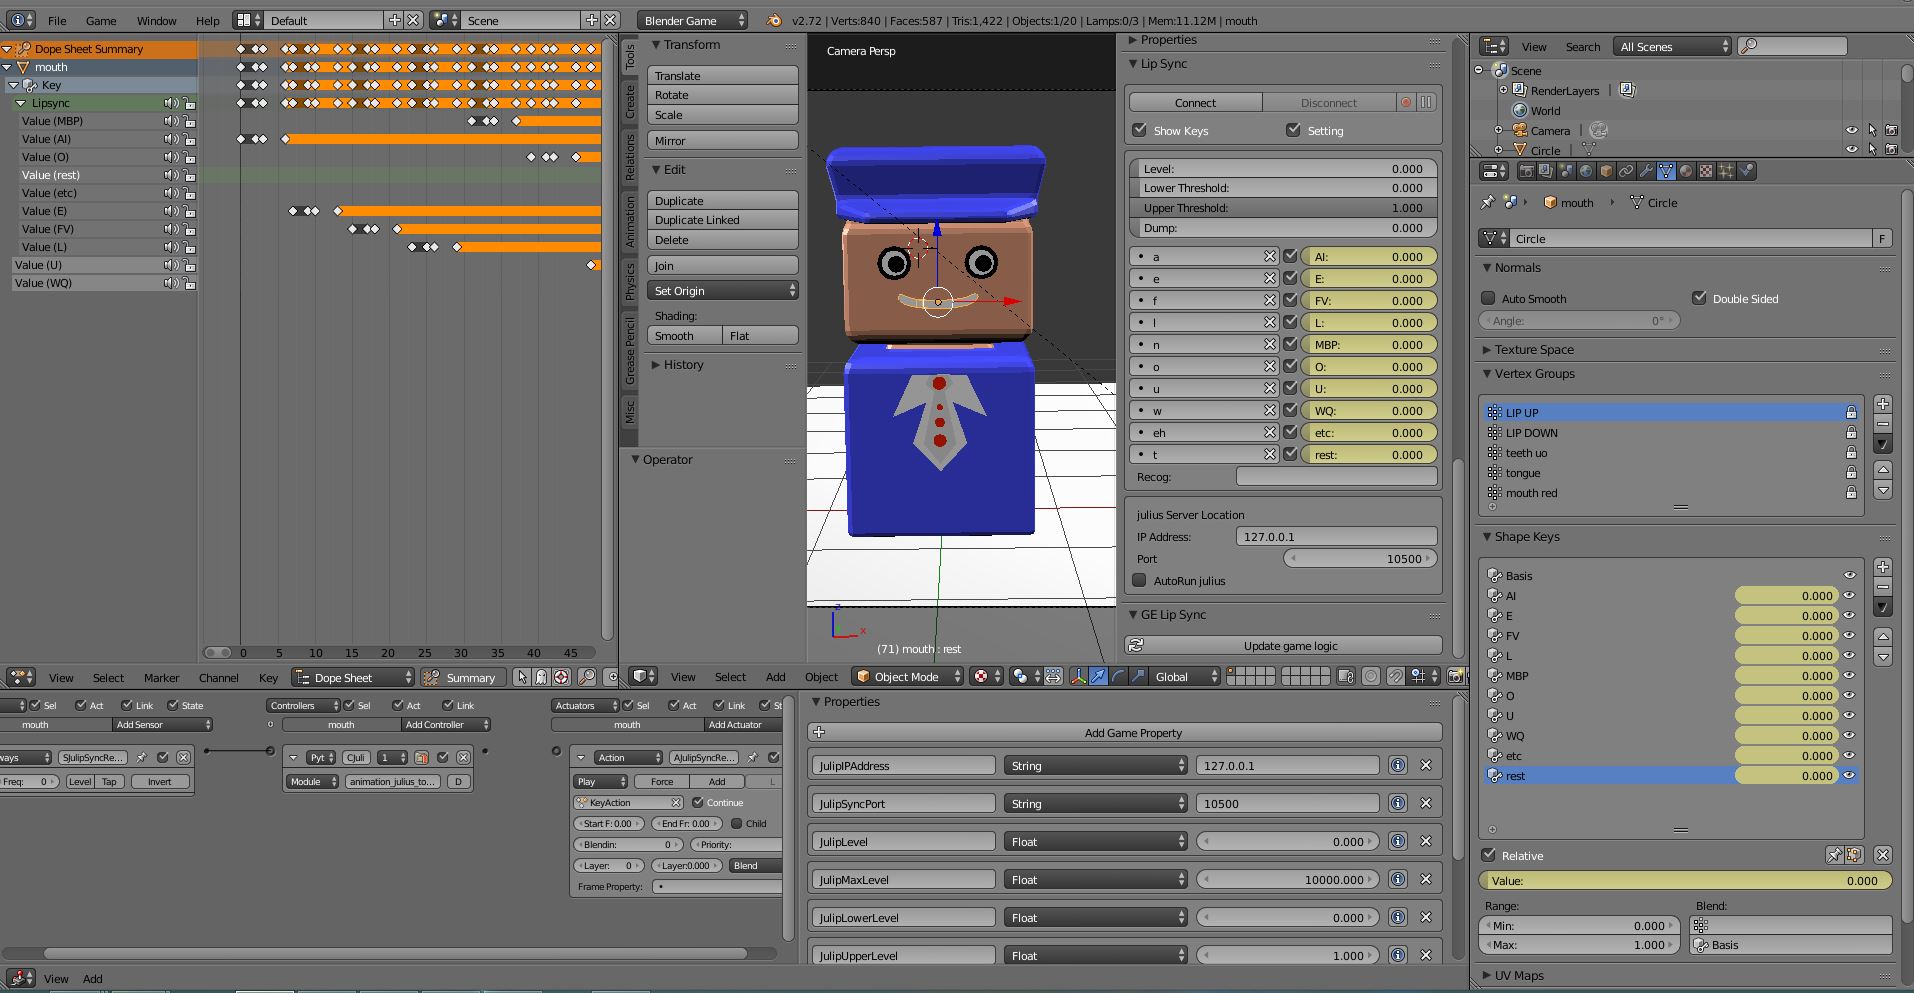 File Game Window Help Default Scene Blender Game v2.72 | Verts:840 | Faces:587 | Tris:1,422 | Objects:1/20 | Lamps:0/3 | Mem:11.12M | mouth
Dope Sheet Summary
mouth
Key
Lipsync
Value (MBP)
Value (AI)
Value (O)
Value (rest)
Value (etc)
Value (E)
Value (FV)
Value (L)
Value (U)
Value (WQ)
0 5 10 15 20 25 30 35 40 45
View Select Marker Channel Key Dope Sheet Summary
Tools
Create
Relations
Animation
Physics
Grease Pencil
Misc
Transform
Translate
Rotate
Scale
Mirror
Edit
Duplicate
Duplicate Linked
Delete
Join
Set Origin
Shading:
Smooth Flat
History
Operator
Camera Persp
z
x
(71) mouth : rest
View Select Add Object Object Mode Global
Properties
Lip Sync
Connect Disconnect
Show Keys Setting
Level: 0.000
Lower Threshold: 0.000
Upper Threshold: 1.000
Dump: 0.000
a AI: 0.000
e E: 0.000
f FV: 0.000
l L: 0.000
n MBP: 0.000
o O: 0.000
u U: 0.000
w WQ: 0.000
eh etc: 0.000
t rest: 0.000
Recog:
julius Server Location
IP Address: 127.0.0.1
Port 10500
AutoRun julius
GE Lip Sync
Update game logic
View Search All Scenes
Scene
RenderLayers
World
Camera
Circle
mouth Circle
Circle F
Normals
Auto Smooth Double Sided
Angle: 0°
Texture Space
Vertex Groups
LIP UP
LIP DOWN
teeth uo
tongue
mouth red
Shape Keys
Basis
AI 0.000
E 0.000
FV 0.000
L 0.000
MBP 0.000
O 0.000
U 0.000
WQ 0.000
etc 0.000
rest 0.000
Relative
Value: 0.000
Range: Blend:
Min: 0.000
Max: 1.000 Basis
UV Maps
Sel Act Link State Controllers Sel Act Link Actuators Sel Act Link St
mouth Add Sensor mouth Add Controller mouth Add Actuator
ways SJulipSyncRe... Pyt CJuli 1 Action AJulipSyncRe...
Freq: 0 Level Tap Invert Module animation_julius_to... D Play Force Add L
KeyAction Continue
Start F: 0.00 End Fr: 0.00 Child
Blendin: 0 Priority:
Layer: 0 Layer:0.000 Blend
Frame Property:
View Add
Properties
Add Game Property
JulipIPAddress String 127.0.0.1
JulipSyncPort String 10500
JulipLevel Float 0.000
JulipMaxLevel Float 10000.000
JulipLowerLevel Float 0.000
JulipUpperLevel Float 1.000